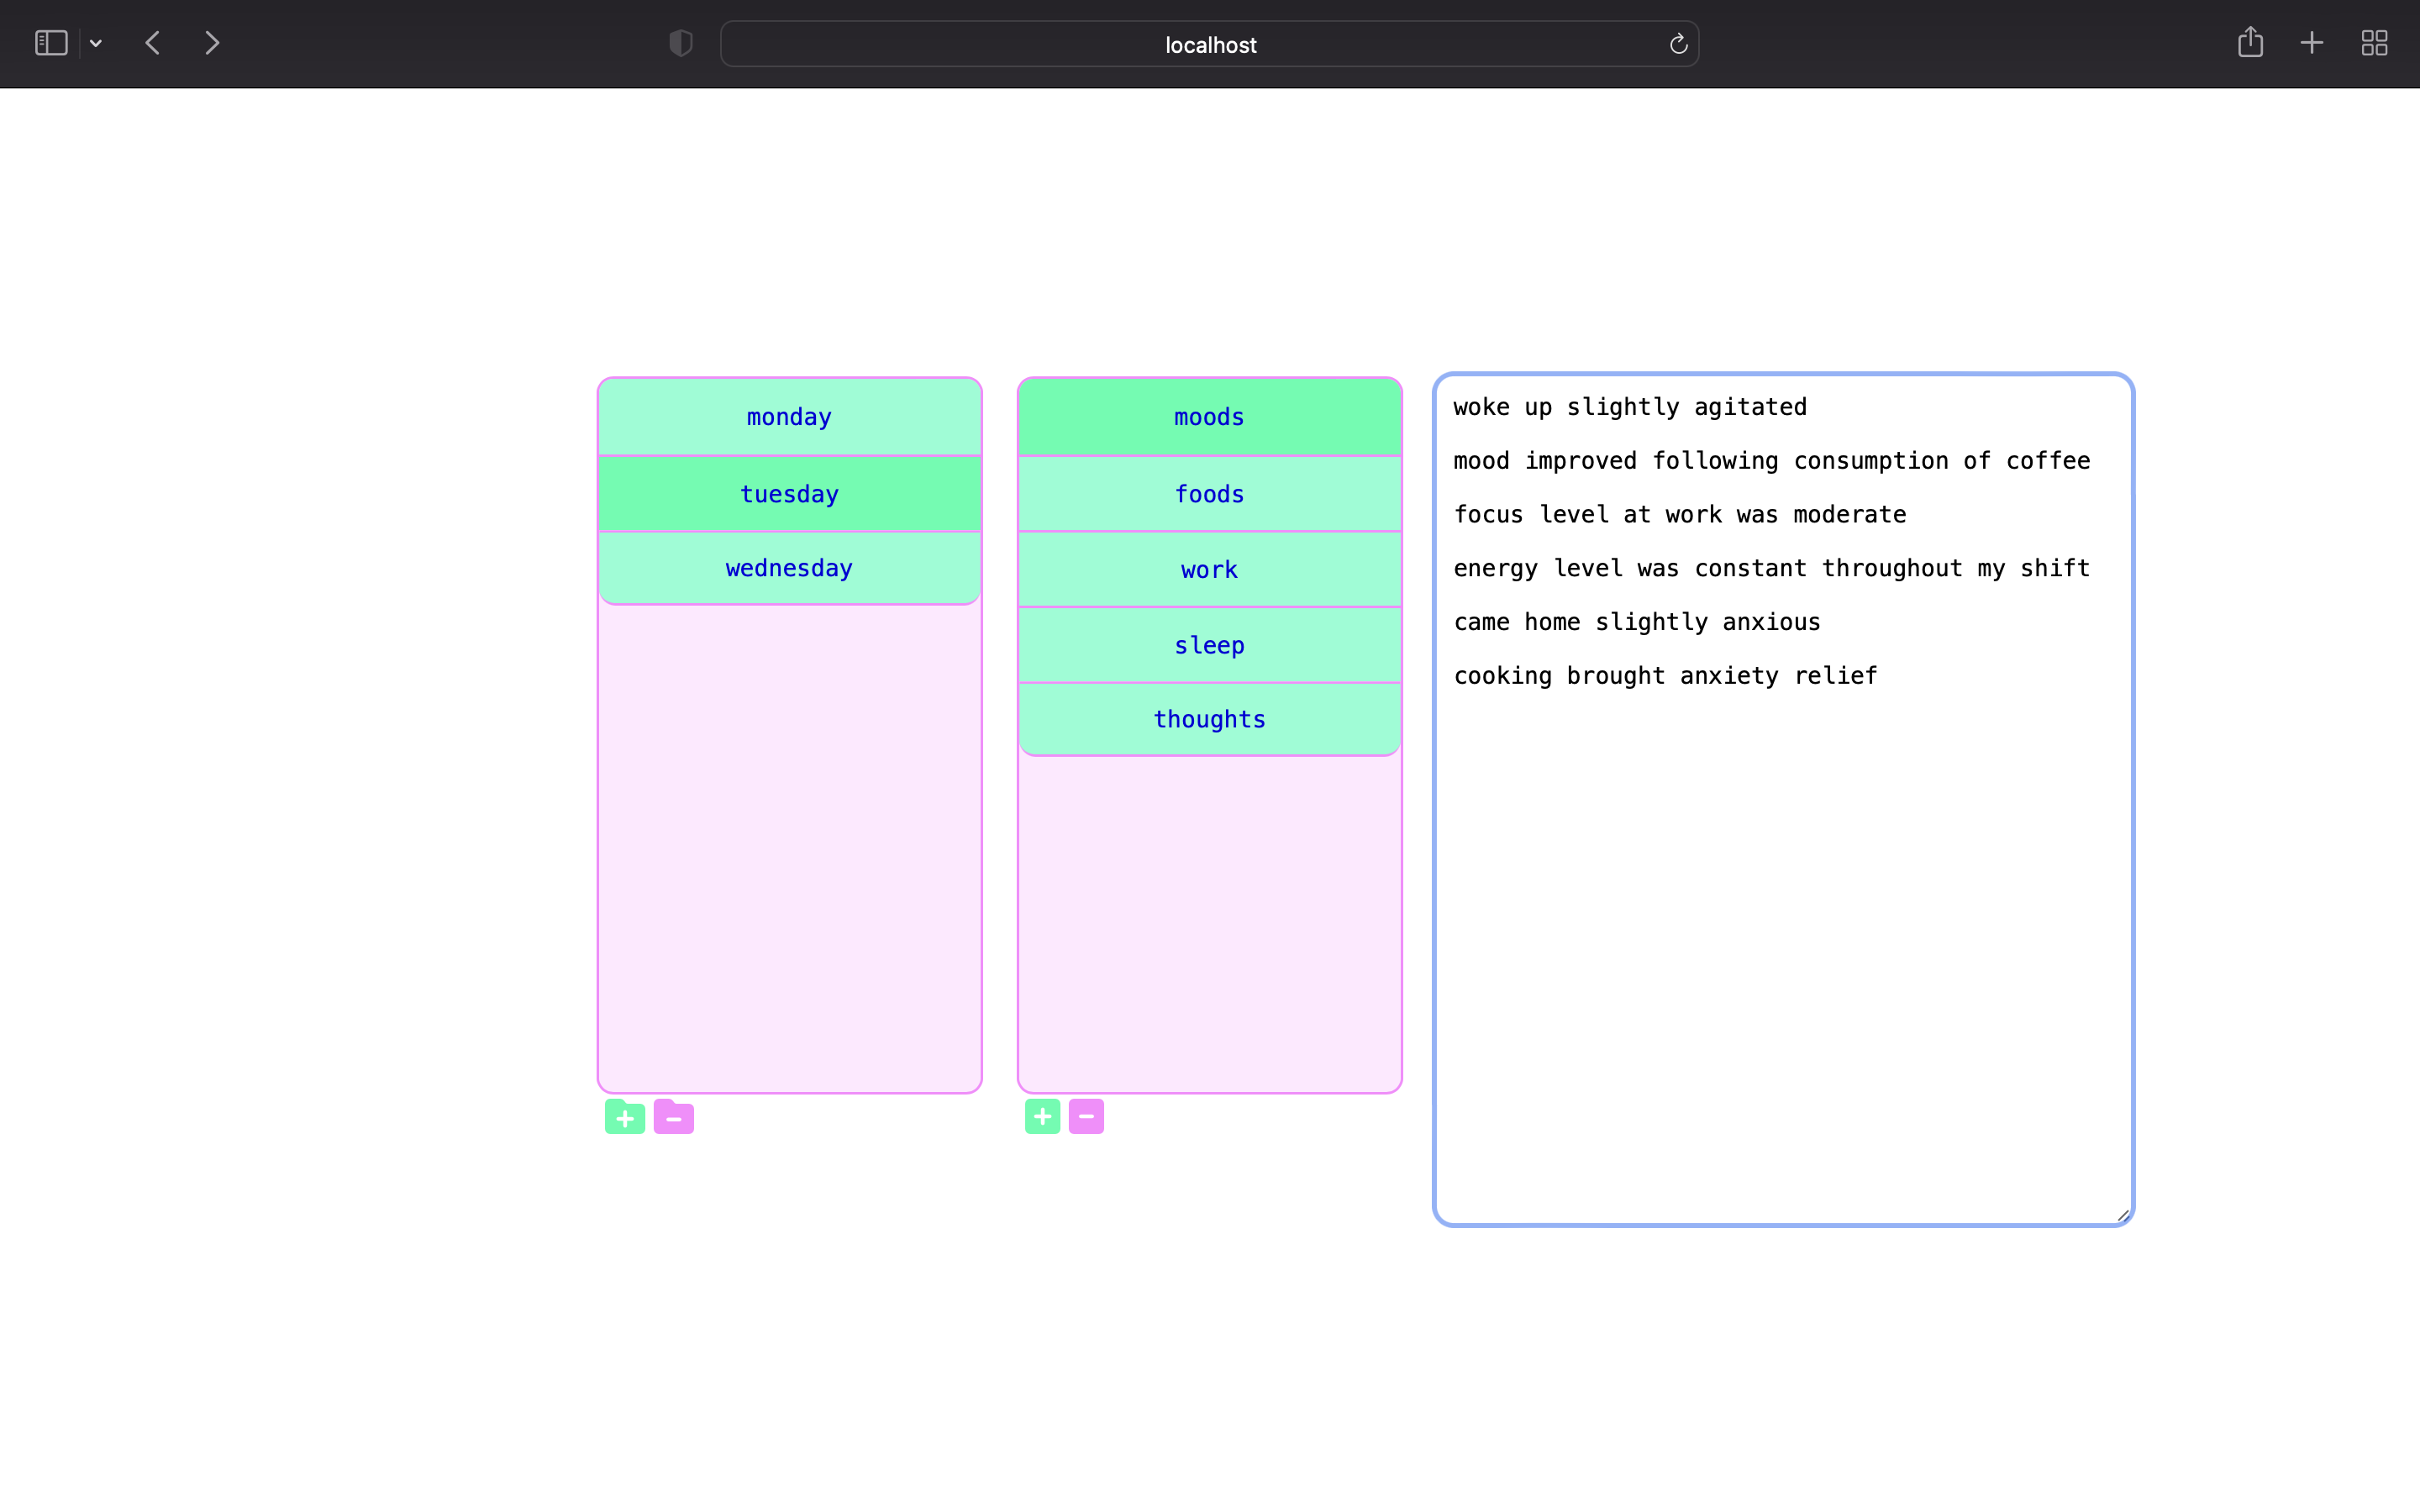 localhost
monday
tuesday
wednesday
moods
foods
work
sleep
thoughts
woke up slightly agitated
mood improved following consumption of coffee
focus level at work was moderate
energy level was constant throughout my shift
came home slightly anxious
cooking brought anxiety relief